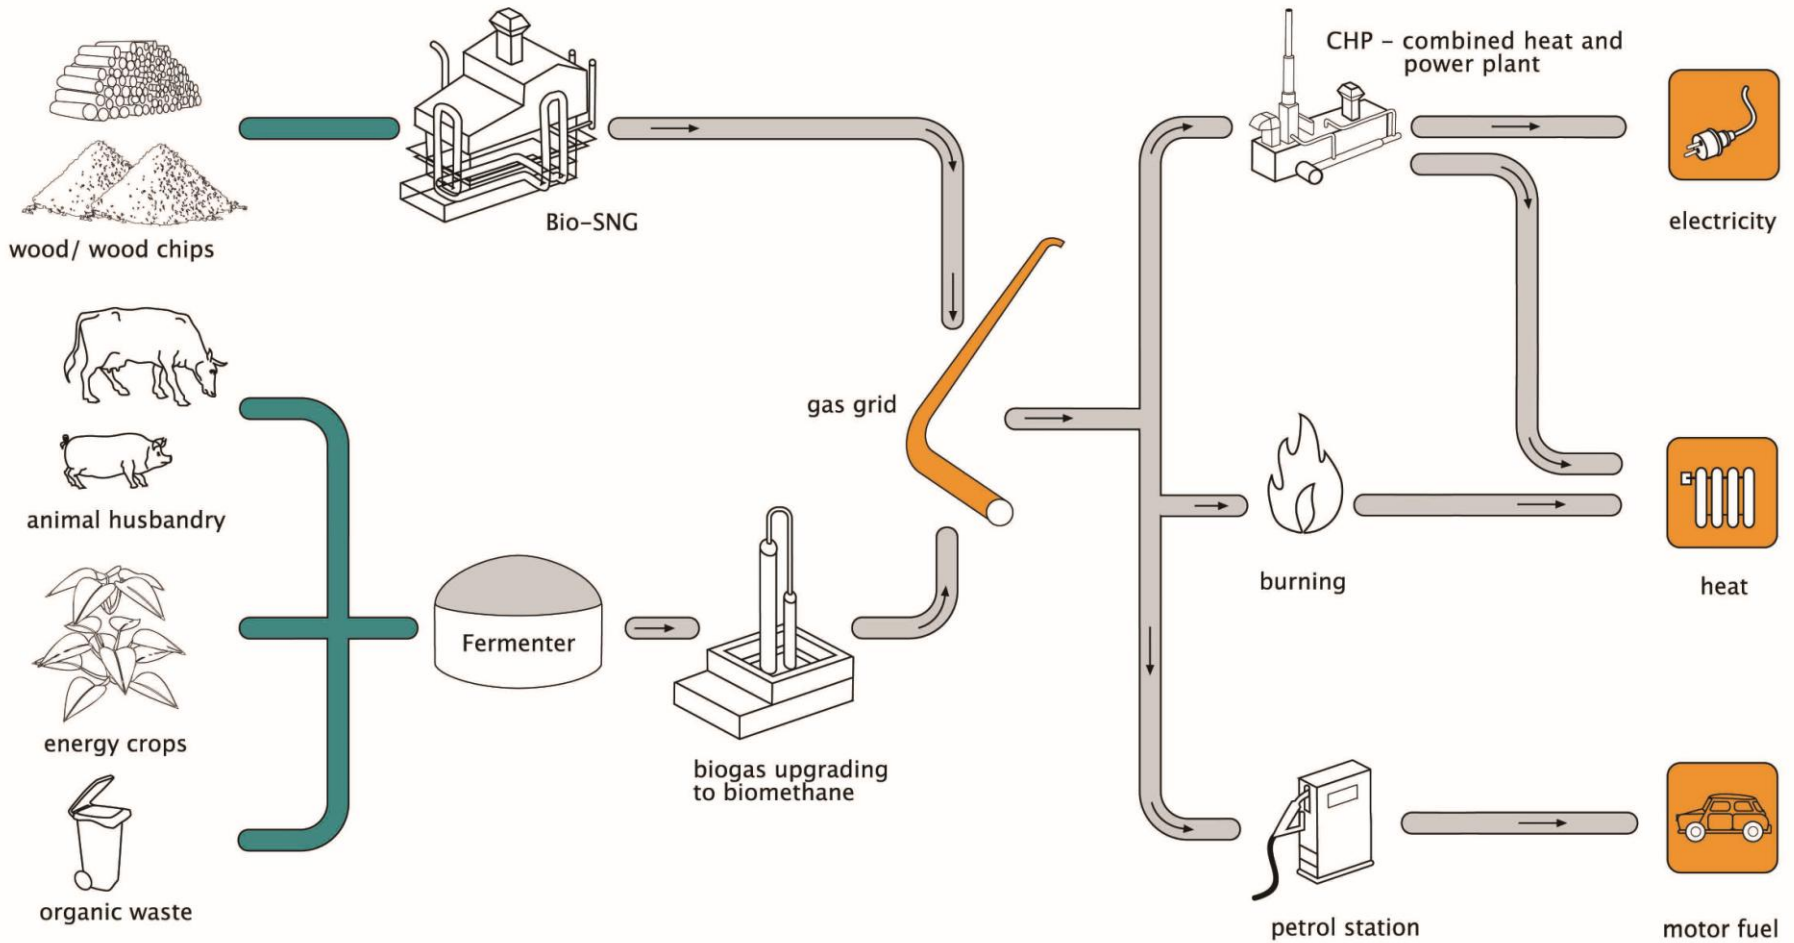 CHP – combined heat and
power plant
Bio-SNG
electricity
wood/ wood chips
gas grid
animal husbandry
burning
heat
Fermenter
energy crops
biogas upgrading
to biomethane
organic waste
petrol station
motor fuel